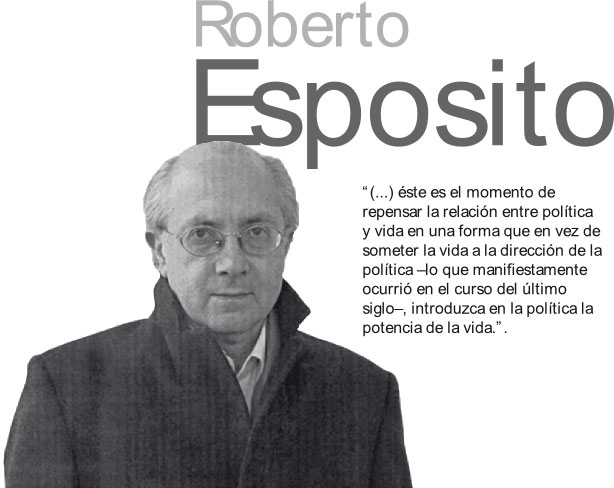 Roberto
Esposito
“(...) éste es el momento de
repensar la relación entre política
y vida en una forma que en vez de
someter la vida a la dirección de la
política –lo que manifiestamente
ocurrió en el curso del último
siglo–, introduzca en la política la
potencia de la vida.”.